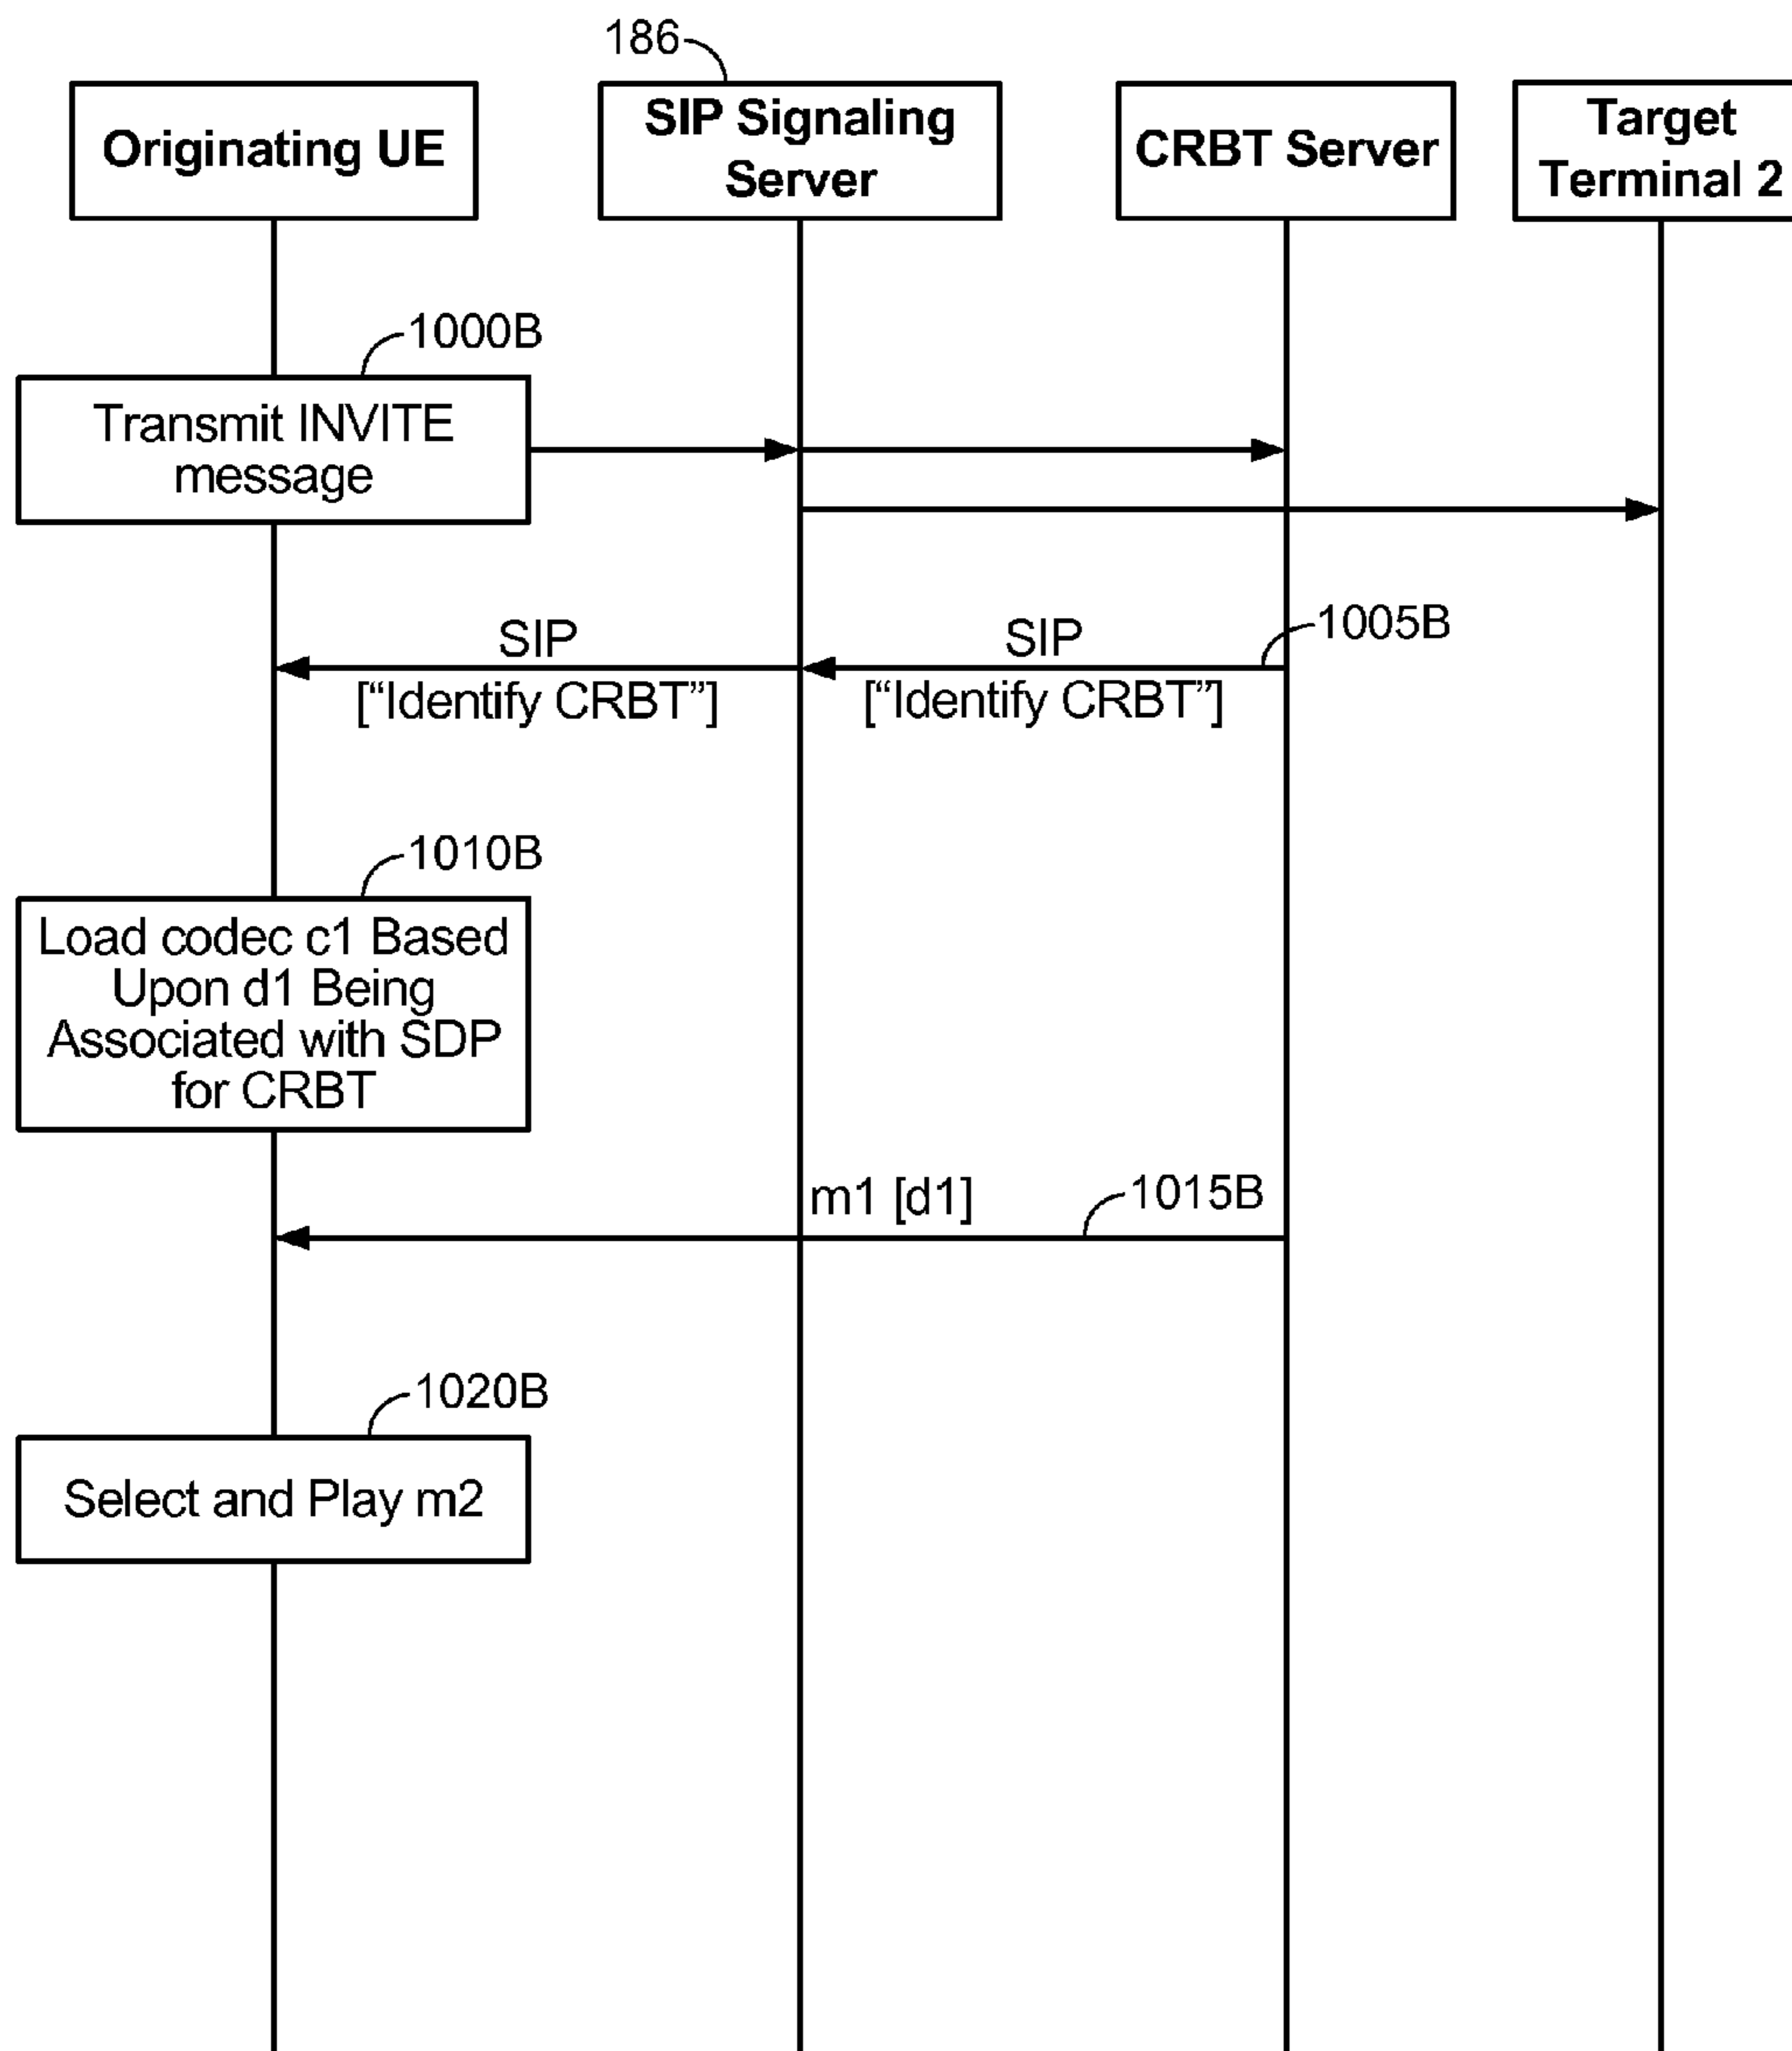 186
Originating UE
SIP Signaling
Server
CRBT Server
Target
Terminal 2
1000B
Transmit INVITE
message
SIP
["Identify CRBT"]
SIP
["Identify CRBT"]
1005B
1010B
Load codec c1 Based
Upon d1 Being
Associated with SDP
for CRBT
m1 [d1]
1015B
1020B
Select and Play m2